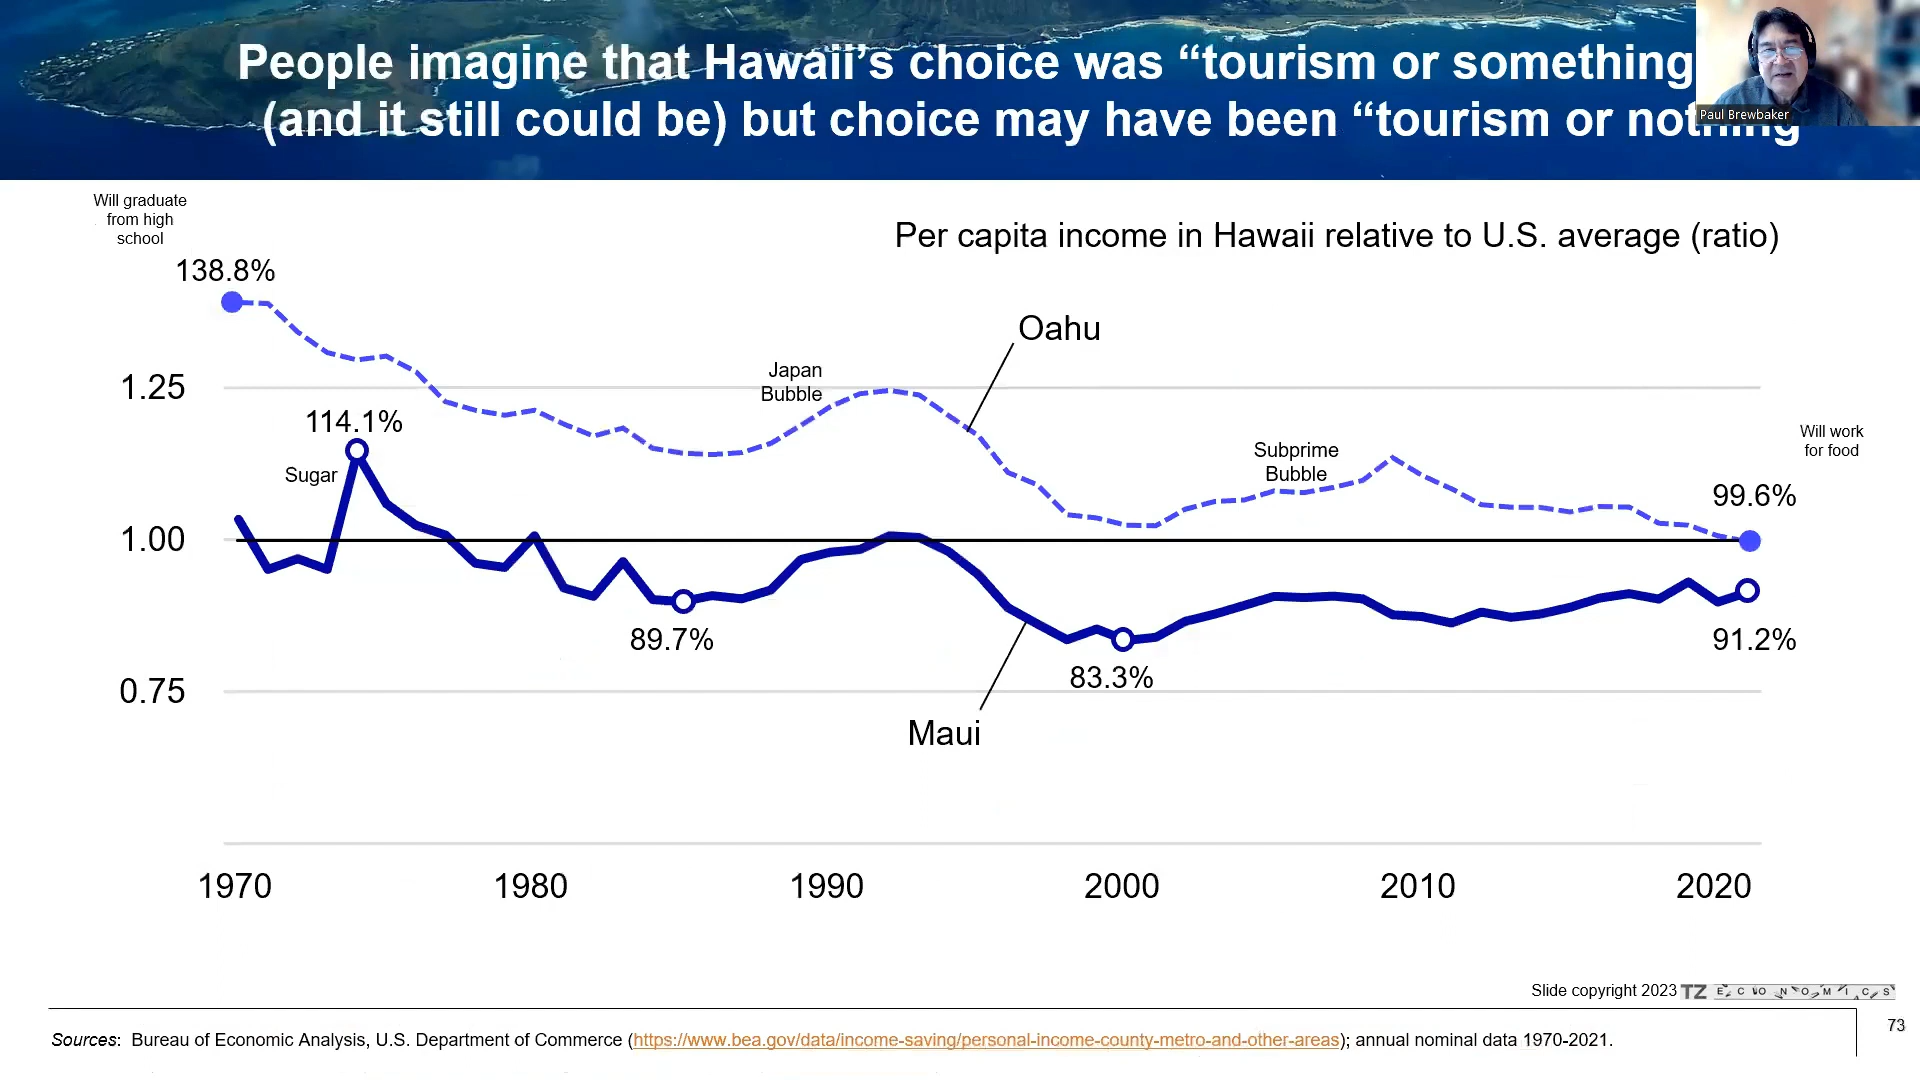 People imagine that Hawaii’s choice was “tourism or something
(and it still could be) but choice may have been “tourism or nothing
Paul Brewbaker
Will graduate
from high
school
Per capita income in Hawaii relative to U.S. average (ratio)
138.8%
Oahu
1.25
Japan
Bubble
114.1%
Sugar
Subprime
Bubble
Will work
for food
99.6%
1.00
89.7%
83.3%
91.2%
0.75
Maui
1970 1980 1990 2000 2010 2020
Slide copyright 2023 TZ ECONOMICS
Sources: Bureau of Economic Analysis, U.S. Department of Commerce (https://www.bea.gov/data/income-saving/personal-income-county-metro-and-other-areas); annual nominal data 1970-2021.
73